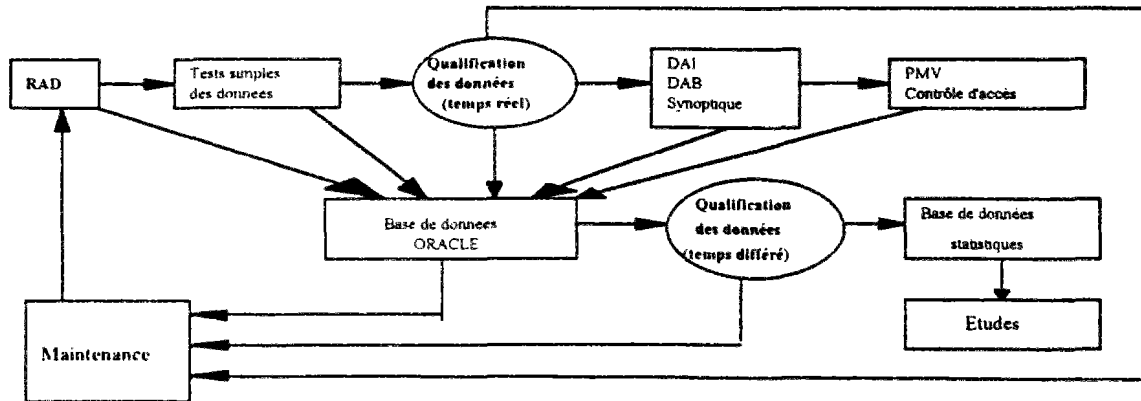 RAD
Tests simples
des données
Qualification
des données
(temps réel)
DAI
DAB
Synoptique
PMV
Contrôle d'accès
Base de données
ORACLE
Qualification
des données
(temps différé)
Base de données
statistiques
Etudes
Maintenance